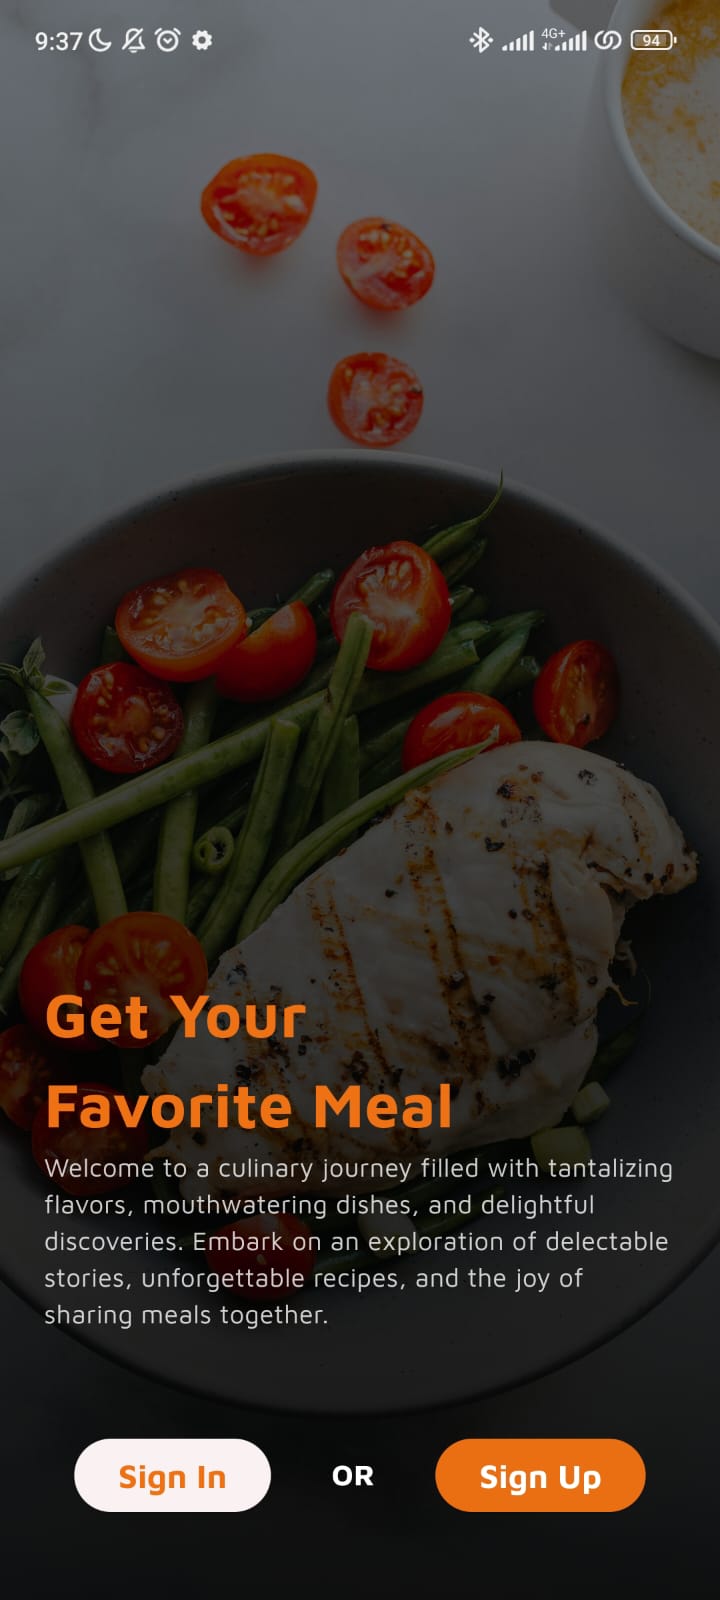 9:37
4G+
94
Get Your
Favorite Meal
Welcome to a culinary journey filled with tantalizing
flavors, mouthwatering dishes, and delightful
discoveries. Embark on an exploration of delectable
stories, unforgettable recipes, and the joy of
sharing meals together.
Sign In OR Sign Up